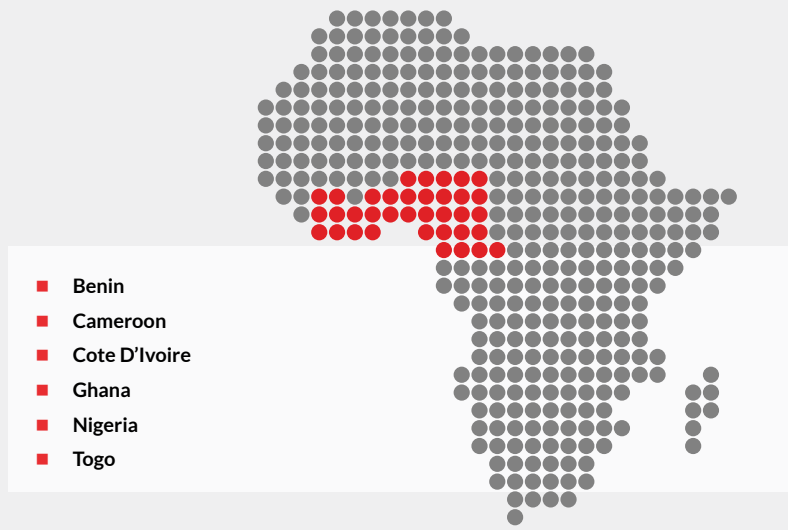 Benin
Cameroon
Cote D’Ivoire
Ghana
Nigeria
Togo